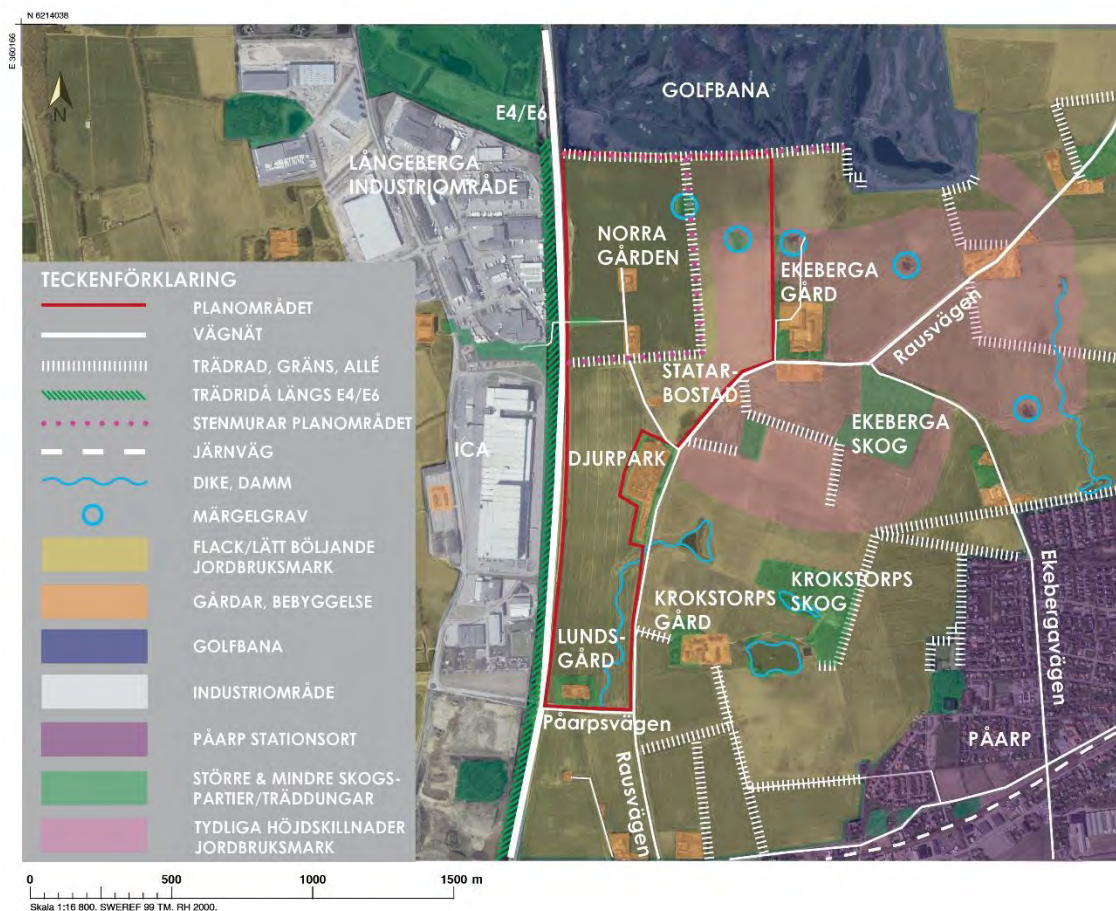 N 6214038
E 360166
N
GOLFBANA
E4/E6
LÅNGEBERGA
INDUSTRIOMRÅDE
NORRA
GÅRDEN
EKEBERGA
GÅRD
Rausvägen
STATAR-
BOSTAD
EKEBERGA
SKOG
ICA
DJURPARK
KROKSTORPS
GÅRD
KROKSTORPS
SKOG
Ekebergavägen
LUNDS-
GÅRD
Påarpsvägen
Rausvägen
PÅARP
TECKENFÖRKLARING
PLANOMRÅDET
VÄGNÄT
TRÄDRAD, GRÄNS, ALLÉ
TRÄDRIDÅ LÄNGS E4/E6
STENMURAR PLANOMRÅDET
JÄRNVÄG
DIKE, DAMM
MÄRGELGRAV
FLACK/LÄTT BÖLJANDE
JORDBRUKSMARK
GÅRDAR, BEBYGGELSE
GOLFBANA
INDUSTRIOMRÅDE
PÅARP STATIONSORT
STÖRRE & MINDRE SKOGS-
PARTIER/TRÄDDUNGAR
TYDLIGA HÖJDSKILLNADER
JORDBRUKSMARK
0 500 1000 1500 m
Skala 1:16 800. SWEREF 99 TM. RH 2000.